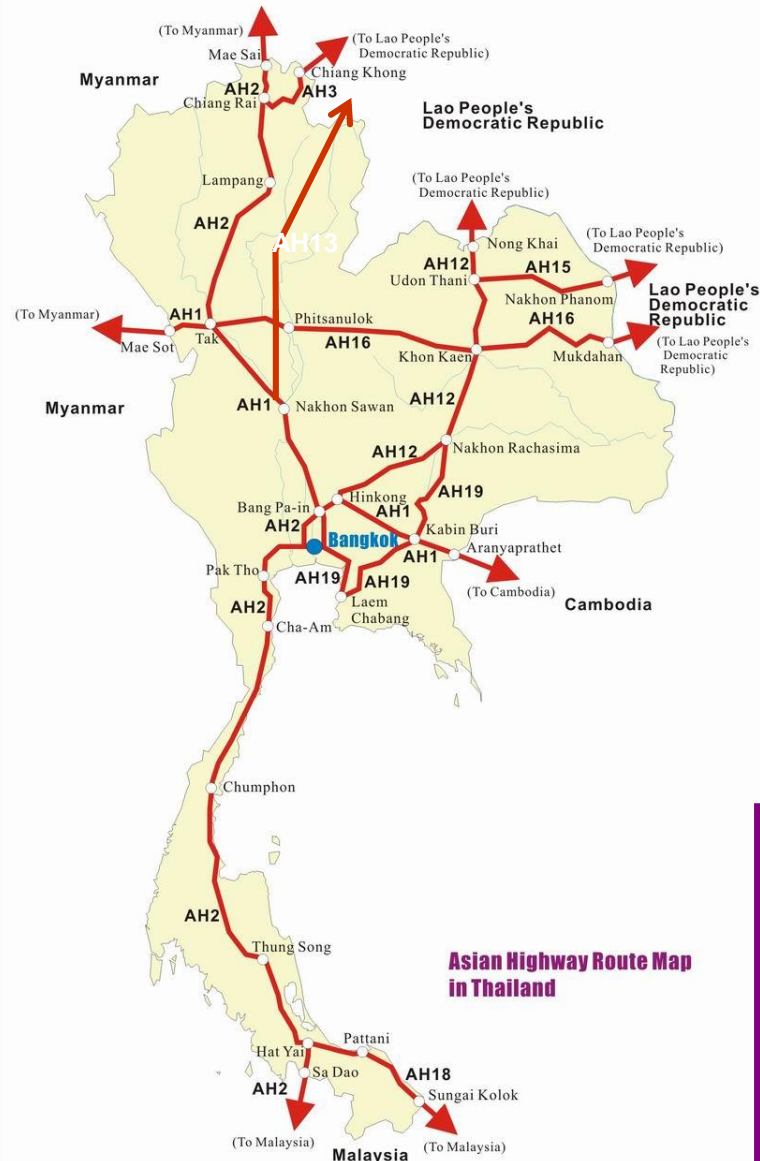 (To Myanmar)
(To Lao People's
Democratic Republic)
Mae Sai
Chiang Khong
Myanmar
AH2
AH3
Chiang Rai
Lao People's
Democratic Republic
Lampang
(To Lao People's
Democratic Republic)
AH2
AH13
Nong Khai
(To Lao People's
Democratic Republic)
AH12
AH15
Udon Thani
Nakhon Phanom
Lao People's
Democratic
Republic
(To Myanmar)
AH1
Phitsanulok
AH16
Mae Sot
Tak
AH16
Khon Kaen
Mukdahan
(To Lao People's
Democratic
Republic)
AH12
Myanmar
AH1
Nakhon Sawan
AH12
Nakhon Rachasima
Hinkong
AH19
Bang Pa-in
AH1
AH2
Kabin Buri
Bangkok
AH1
Aranyaprathet
Pak Tho
AH19
AH19
(To Cambodia)
AH2
Laem
Chabang
Cambodia
Cha-Am
Chumphon
AH2
Thung Song
Asian Highway Route Map
in Thailand
Pattani
Hat Yai
Sa Dao
AH18
AH2
Sungai Kolok
(To Malaysia)
(To Malaysia)
Malaysia